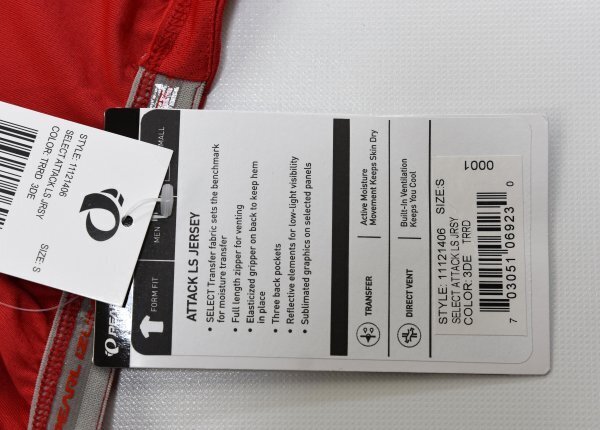 STYLE: 11121406
SELECT ATTACK LS JRSY
COLOR: TRRD 3DE
SIZE: S
MEN
SMALL
FORM FIT
ATTACK LS JERSEY
• SELECT Transfer fabric sets the benchmark
for moisture transfer
• Full length zipper for venting
• Elasticized gripper on back to keep hem
in place
• Three back pockets
• Reflective elements for low-light visibility
• Sublimated graphics on selected panels
TRANSFER
Active Moisture
Movement Keeps Skin Dry
DIRECT VENT
Built-In Ventilation
Keeps You Cool
0001
STYLE: 11121406 SIZE:S
SELECT ATTACK LS JRSY
COLOR:3DE TRRD
7 03051 06923 0
PEARL